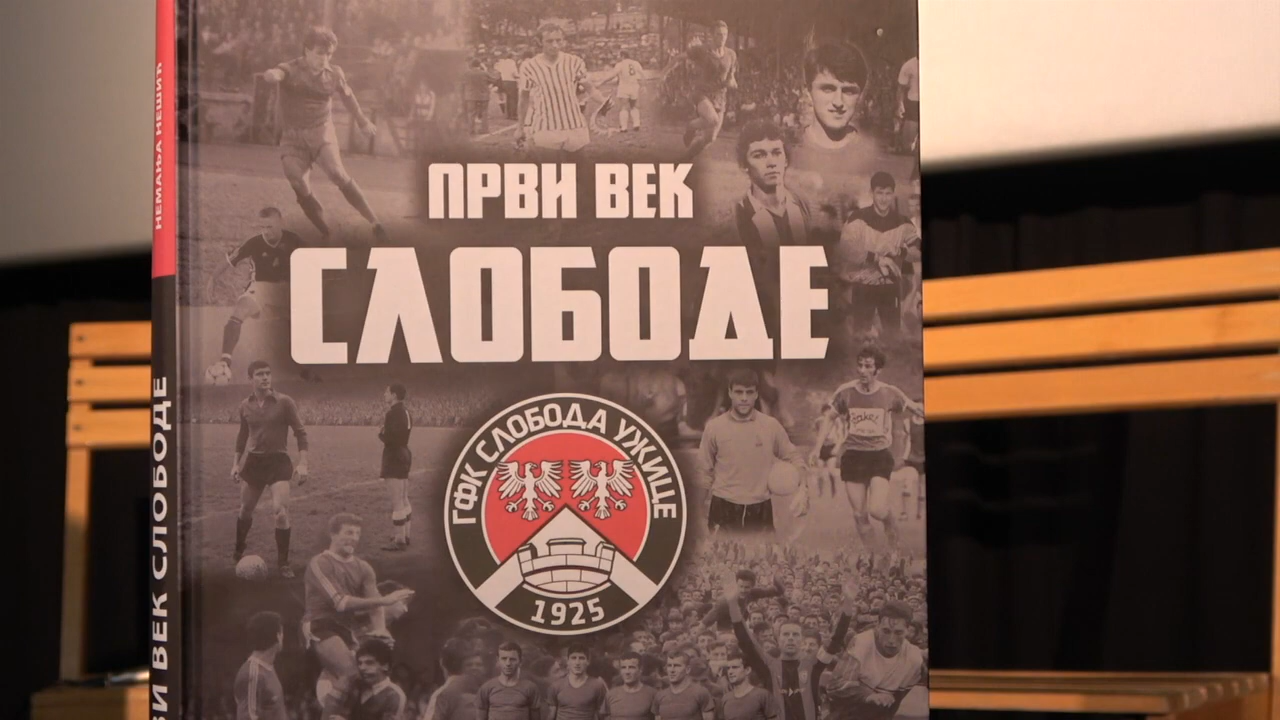 НЕМАЊА НЕШИЋ
ВИ ВЕК СЛОБОДЕ
ПРВИ ВЕК
СЛОБОДЕ
ГФК СЛОБОДА УЖИЦЕ
1925